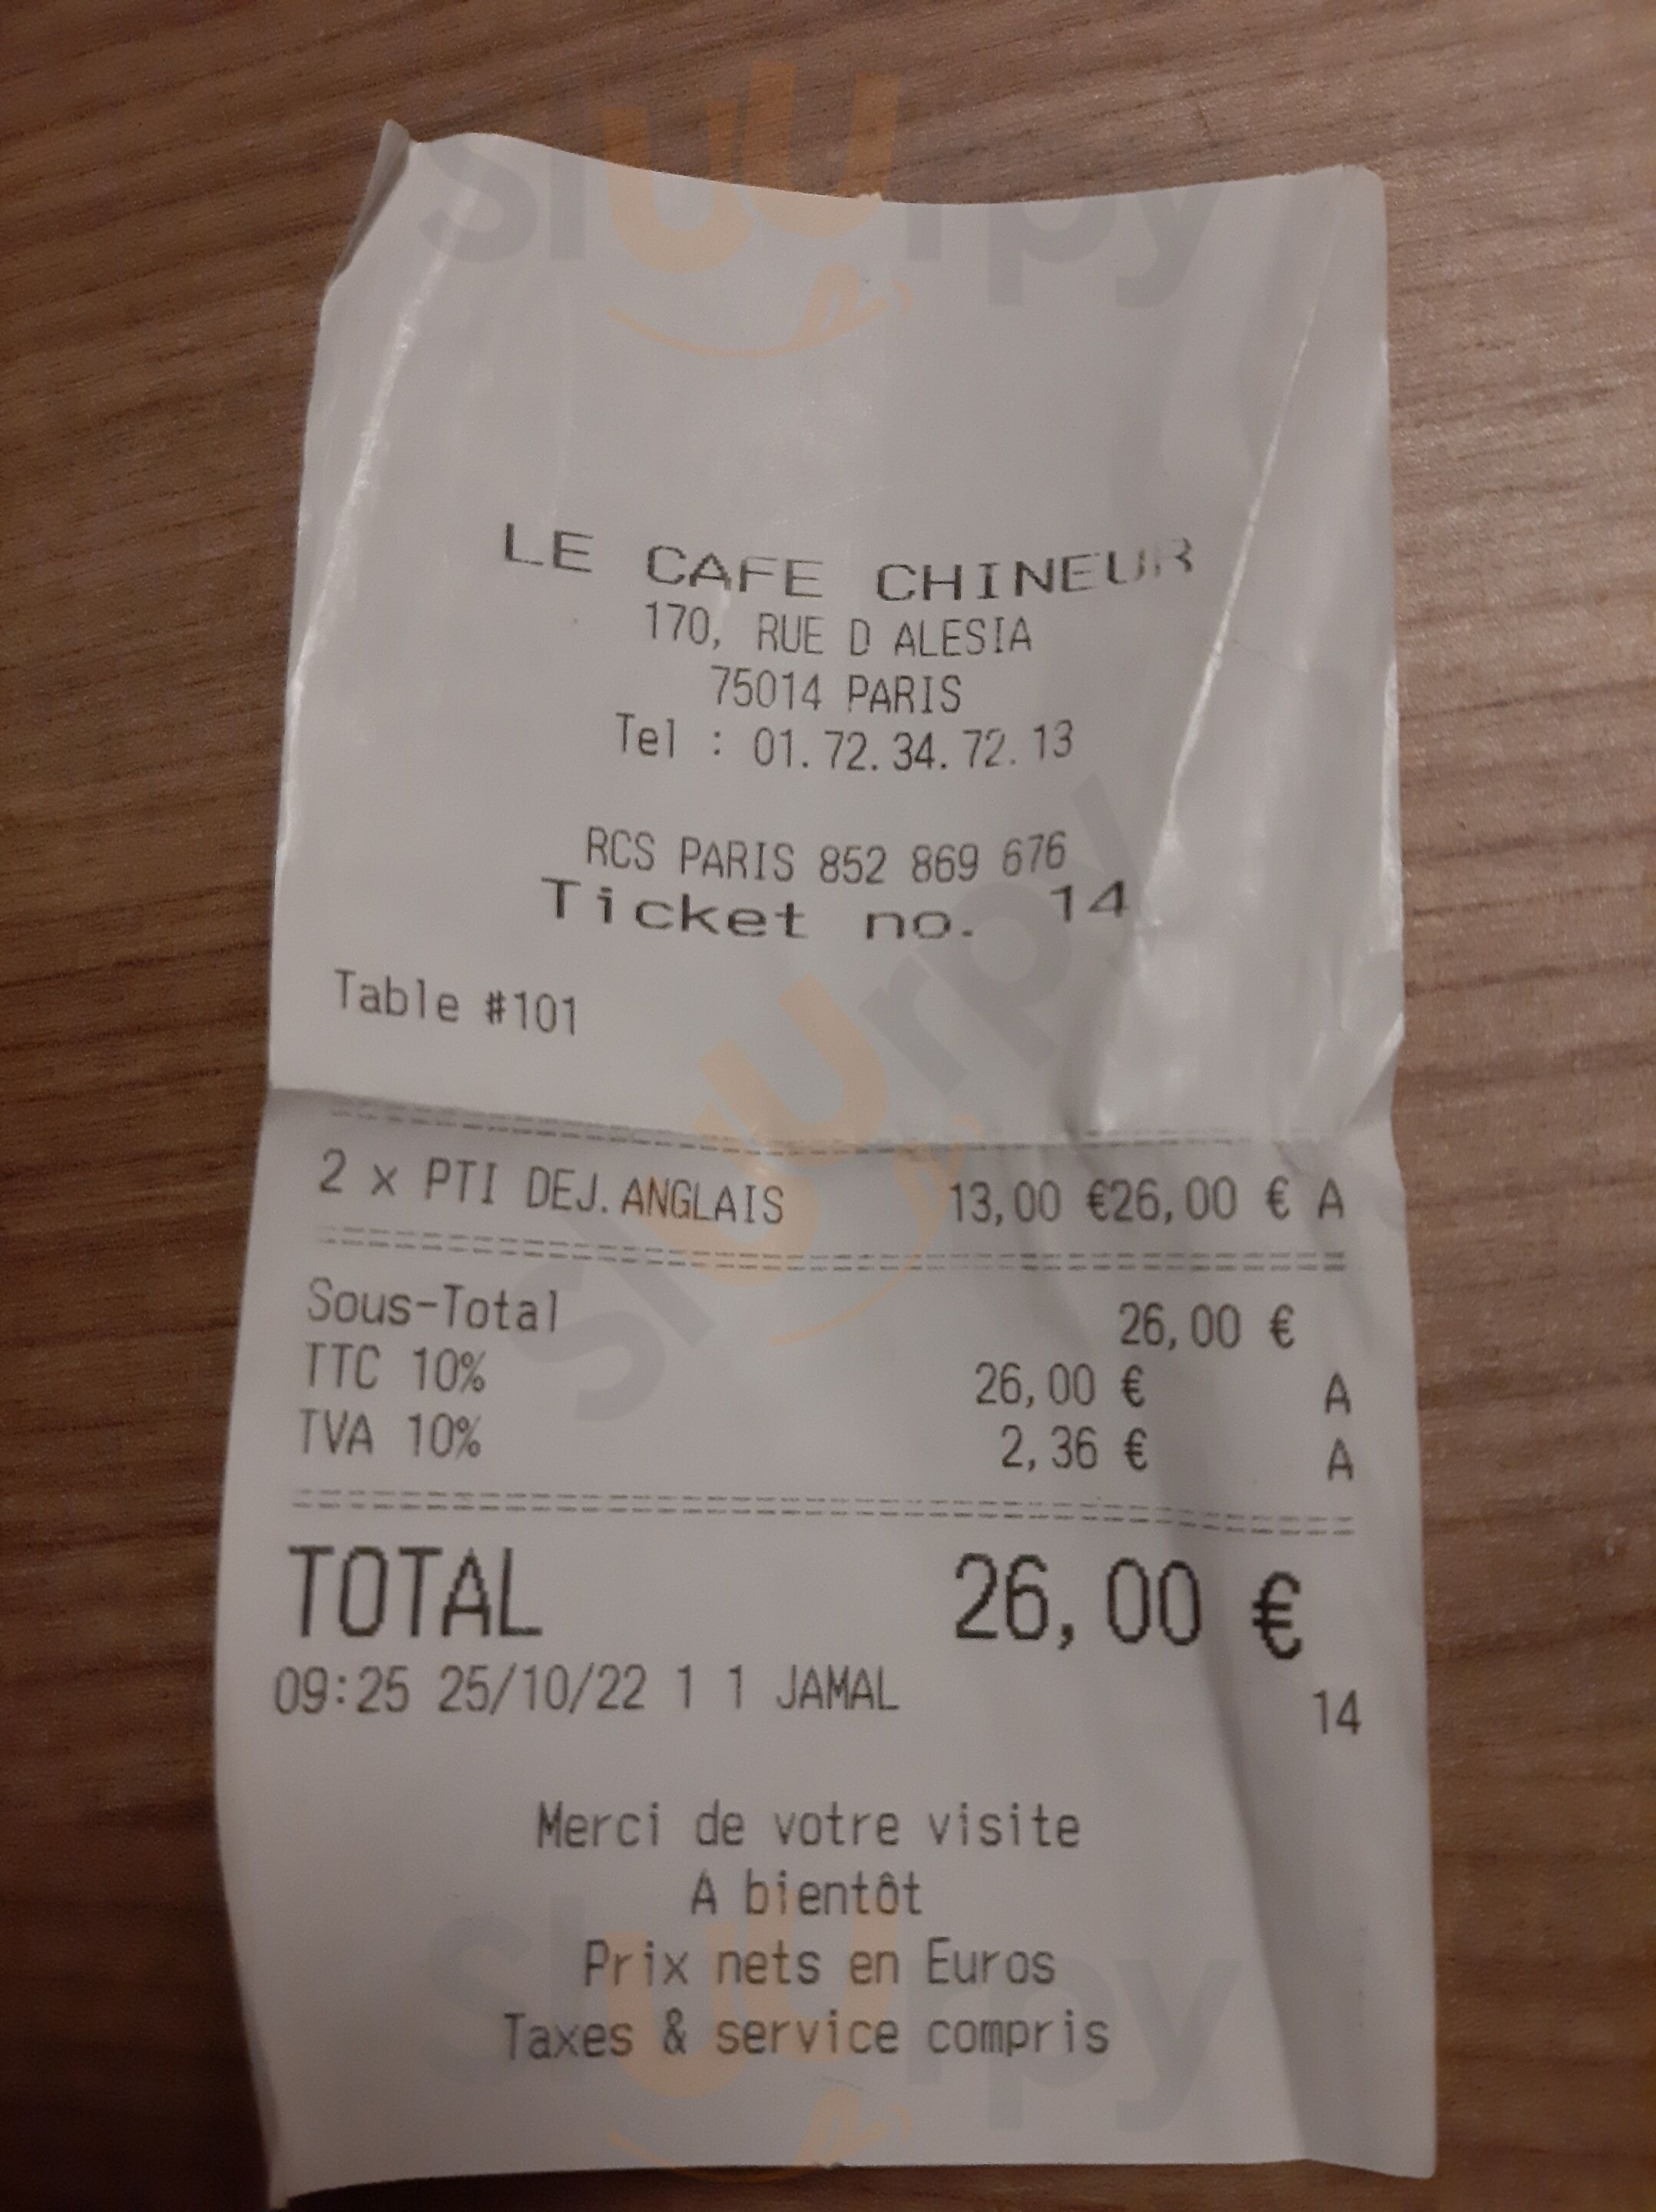 LE CAFE CHINEUR
170, RUE D ALESIA
75014 PARIS
Tel : 01.72.34.72.13
RCS PARIS 852 869 676
Ticket no. 14
Table #101
2 x PTI DEJ.ANGLAIS 13,00 €26,00 € A
Sous-Total 26,00 €
TTC 10% 26,00 € A
TVA 10% 2,36 € A
TOTAL 26,00 €
09:25 25/10/22 1 1 JAMAL 14
Merci de votre visite
A bientôt
Prix nets en Euros
Taxes & service compris
sluurpy
sluurpy
sluurpy